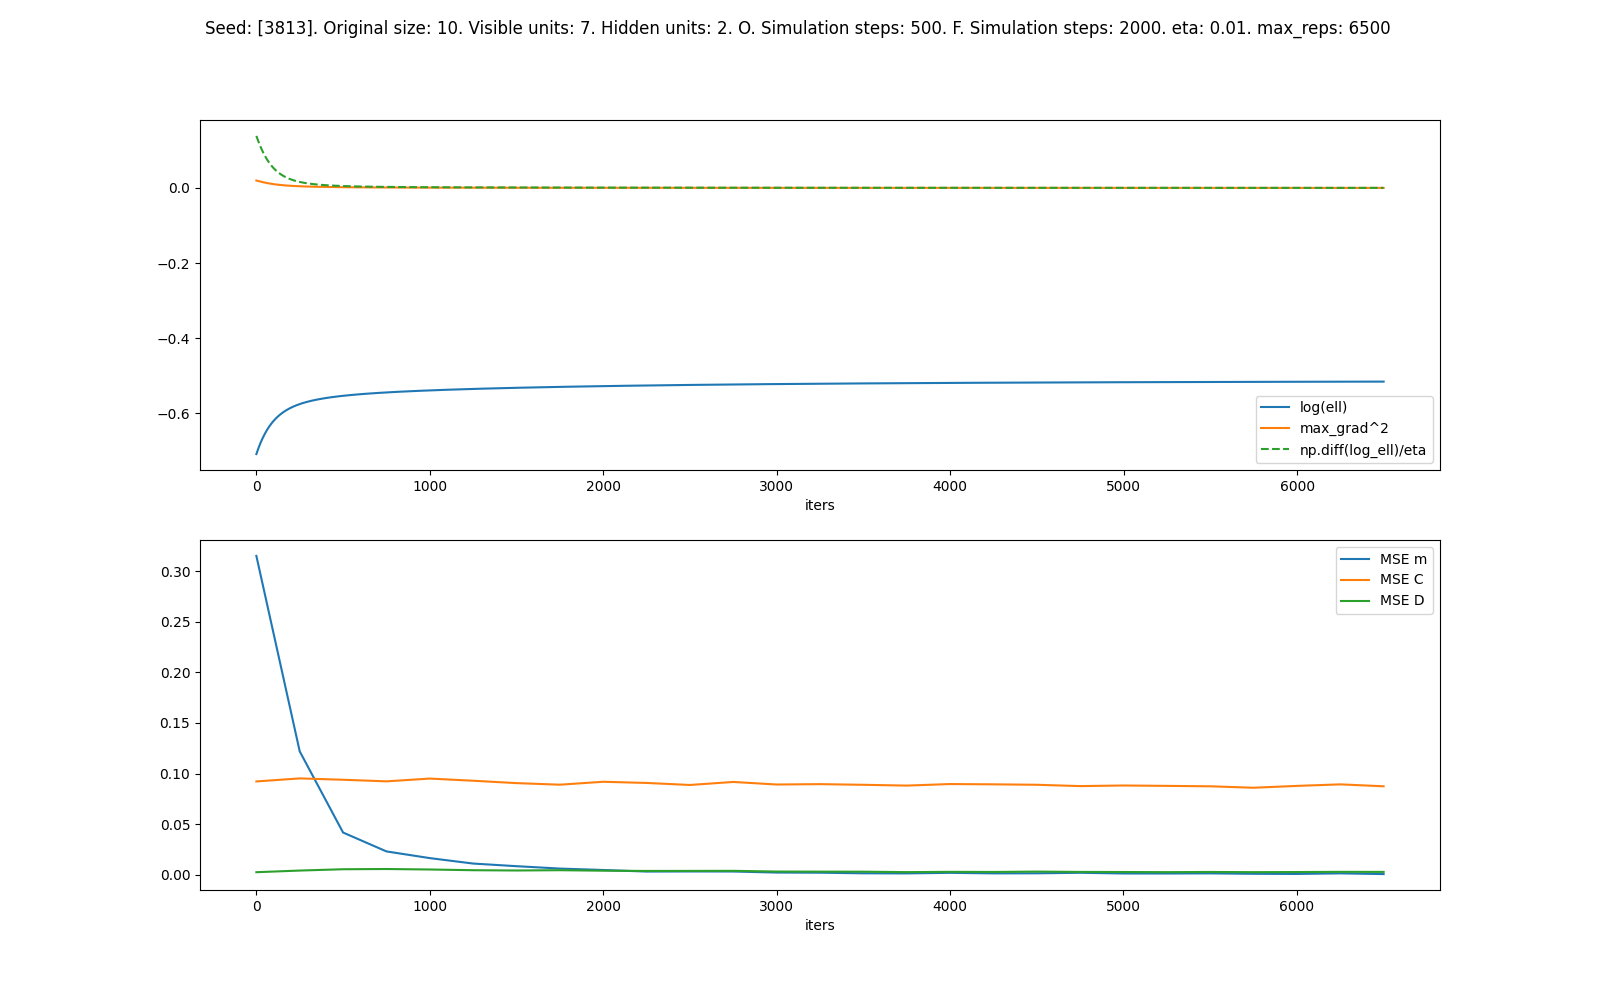 Seed: [3813]. Original size: 10. Visible units: 7. Hidden units: 2. O. Simulation steps: 500. F. Simulation steps: 2000. eta: 0.01. max_reps: 6500
0.0
−0.2
−0.4
−0.6
log(ell)
max_grad^2
np.diff(log_ell)/eta
0 1000 2000 3000 4000 5000 6000
iters
0.30
0.25
0.20
0.15
0.10
0.05
0.00
MSE m
MSE C
MSE D
0 1000 2000 3000 4000 5000 6000
iters